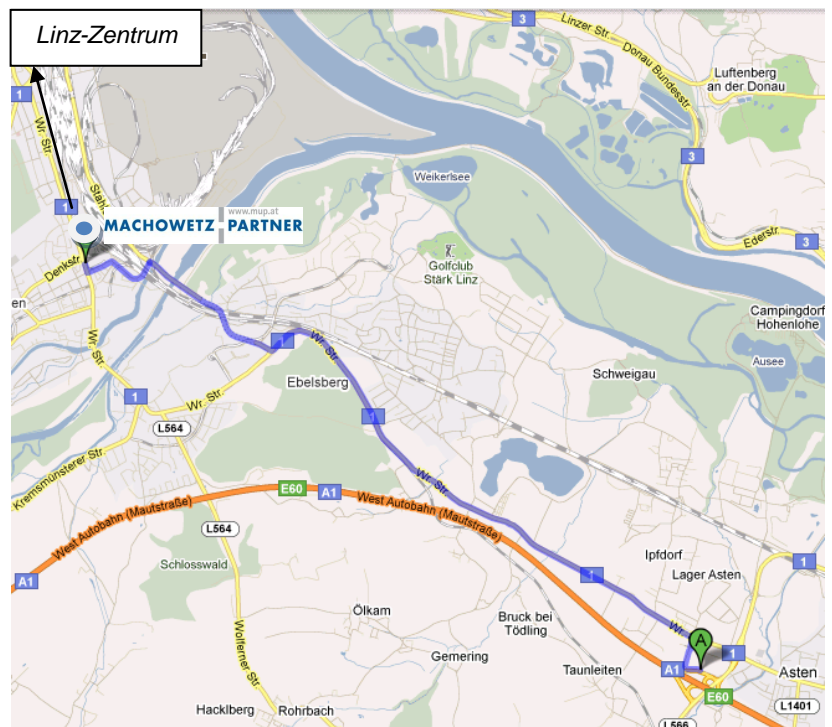 Linz-Zentrum
3
Linzer Str.
Donau Bundesstr
Luftenberg
an der Donau
1
Wr. Str
3
Weikerlsee
1
www.mup.at
MACHOWETZ PARTNER
Ederstr
3
Denkstr
Golfclub
Stärk Linz
en
Campingdorf
Hohenlohe
Wr. Str
Wr. Str
Ausee
Ebelsberg
Schweigau
1
Wr. Str
1
L564
Kremsmünsterer Str.
Wr. Str
E60
A1
West Autobahn (Mautstraße)
West Autobahn (Mautstraße)
L564
Ipfdorf
1
Schlosswald
A1
1
Lager Asten
Ölkam
Bruck bei
Tödling
Wr
A
1
Gemering
Wolferner Str
Taunleiten
A1
Asten
E60
L1401
Hacklberg
Rohrbach
L566